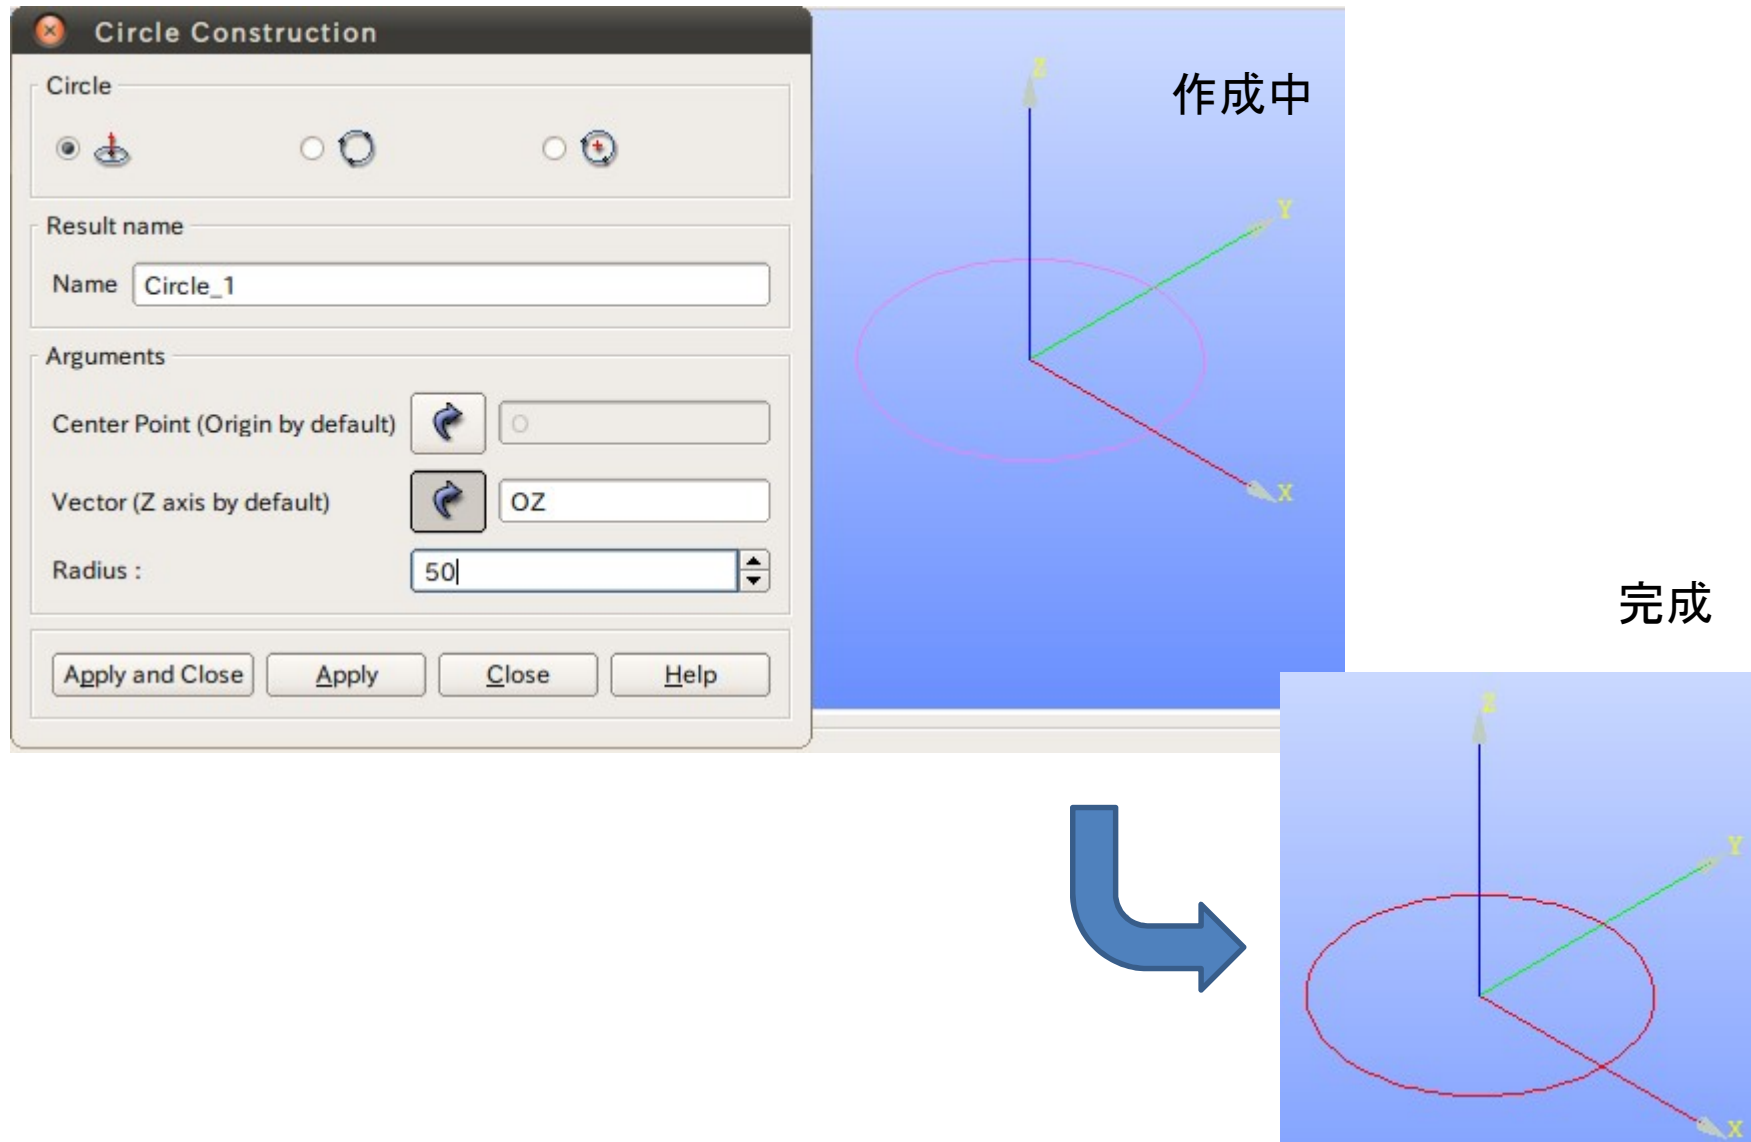 Circle Construction
Circle
Result name
Name Circle_1
Arguments
Center Point (Origin by default) O
Vector (Z axis by default) OZ
Radius : 50
Apply and Close Apply Close Help
作成中
Z
Y
X
完成
Z
Y
X